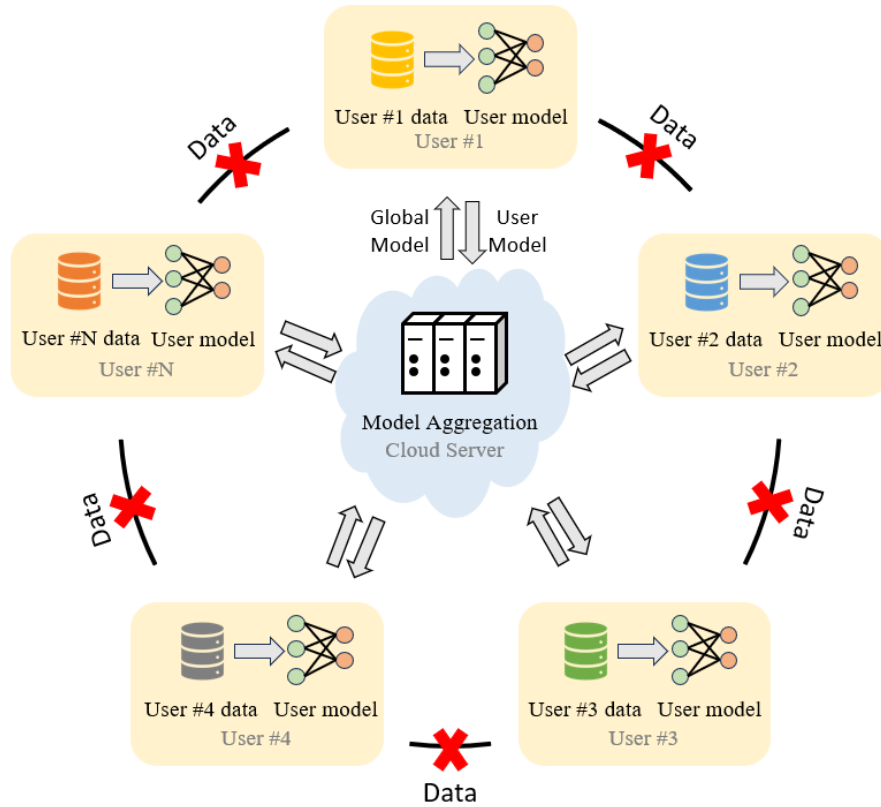 User #1 data User model
User #1
Data
Data
Global
Model
User
Model
User #N data User model
User #N
User #2 data User model
User #2
Model Aggregation
Cloud Server
Data
Data
User #4 data User model
User #4
User #3 data User model
User #3
Data